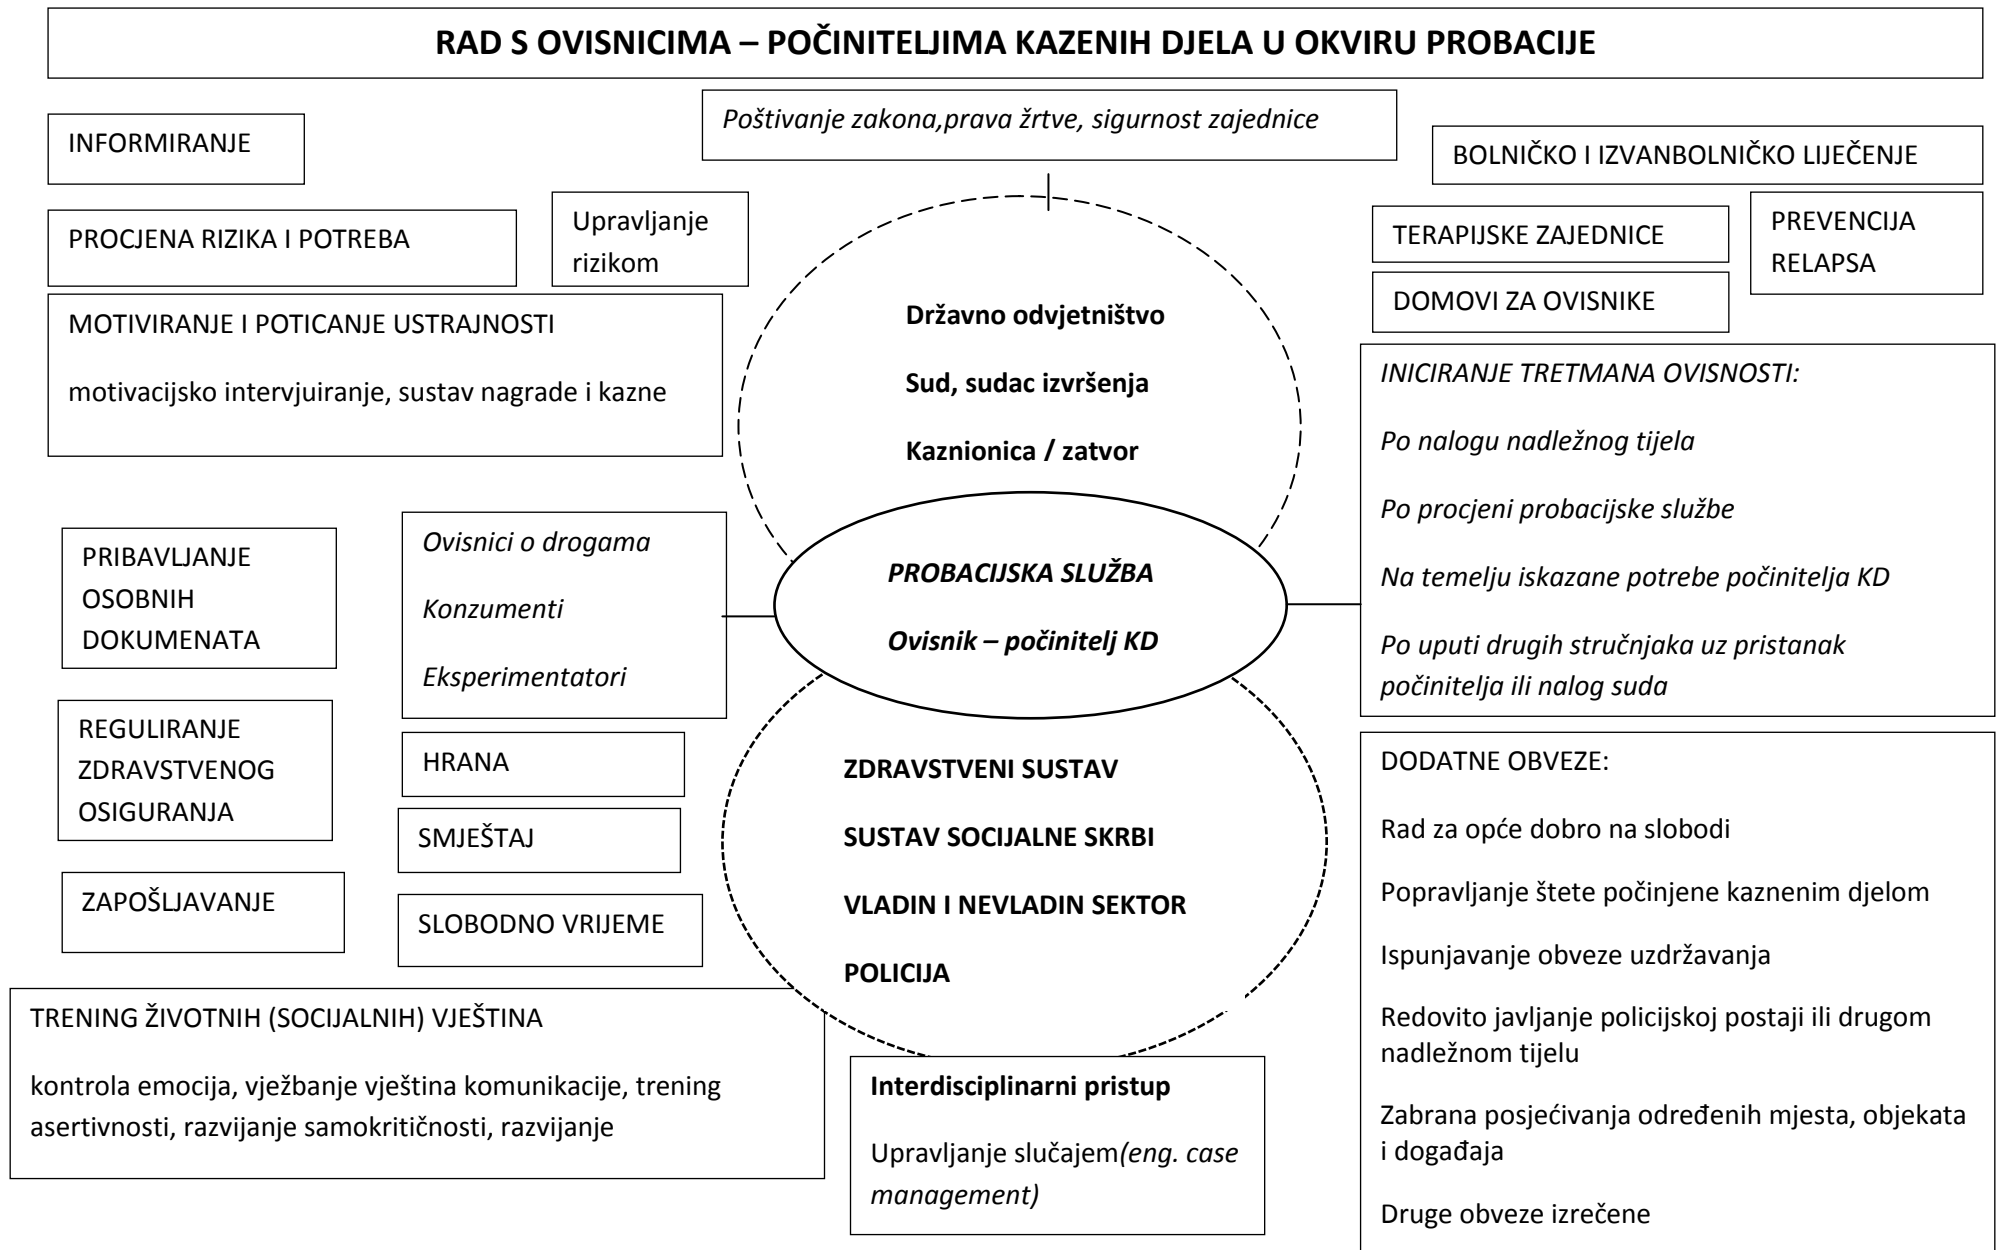 RAD S OVISNICIMA – POČINITELJIMA KAZENIH DJELA U OKVIRU PROBACIJE
Poštivanje zakona,prava žrtve, sigurnost zajednice
INFORMIRANJE
BOLNIČKO I IZVANBOLNIČKO LIJEČENJE
PROCJENA RIZIKA I POTREBA
Upravljanje
rizikom
TERAPIJSKE ZAJEDNICE
PREVENCIJA
RELAPSA
DOMOVI ZA OVISNIKE
MOTIVIRANJE I POTICANJE USTRAJNOSTI
motivacijsko intervjuiranje, sustav nagrade i kazne
Državno odvjetništvo
Sud, sudac izvršenja
Kaznionica / zatvor
INICIRANJE TRETMANA OVISNOSTI:
Po nalogu nadležnog tijela
Po procjeni probacijske službe
Na temelju iskazane potrebe počinitelja KD
Po uputi drugih stručnjaka uz pristanak
počinitelja ili nalog suda
PRIBAVLJANJE
OSOBNIH
DOKUMENATA
Ovisnici o drogama
Konzumenti
Eksperimentatori
PROBACIJSKA SLUŽBA
Ovisnik – počinitelj KD
REGULIRANJE
ZDRAVSTVENOG
OSIGURANJA
HRANA
SMJEŠTAJ
ZAPOŠLJAVANJE
SLOBODNO VRIJEME
ZDRAVSTVENI SUSTAV
SUSTAV SOCIJALNE SKRBI
VLADIN I NEVLADIN SEKTOR
POLICIJA
DODATNE OBVEZE:
Rad za opće dobro na slobodi
Popravljanje štete počinjene kaznenim djelom
Ispunjavanje obveze uzdržavanja
Redovito javljanje policijskoj postaji ili drugom
nadležnom tijelu
Zabrana posjećivanja određenih mjesta, objekata
i događaja
Druge obveze izrečene
TRENING ŽIVOTNIH (SOCIJALNIH) VJEŠTINA
kontrola emocija, vježbanje vještina komunikacije, trening
asertivnosti, razvijanje samokritičnosti, razvijanje
Interdisciplinarni pristup
Upravljanje slučajem(eng. case
management)